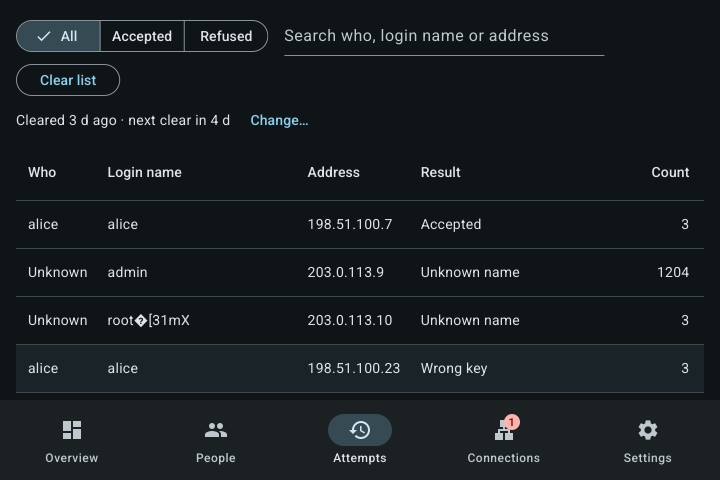 All Accepted Refused Search who, login name or address
Clear list
Cleared 3 d ago · next clear in 4 d Change…
Who Login name Address Result Count
alice alice 198.51.100.7 Accepted 3
Unknown admin 203.0.113.9 Unknown name 1204
Unknown root�[31mX 203.0.113.10 Unknown name 3
alice alice 198.51.100.23 Wrong key 3
1
Overview People Attempts Connections Settings